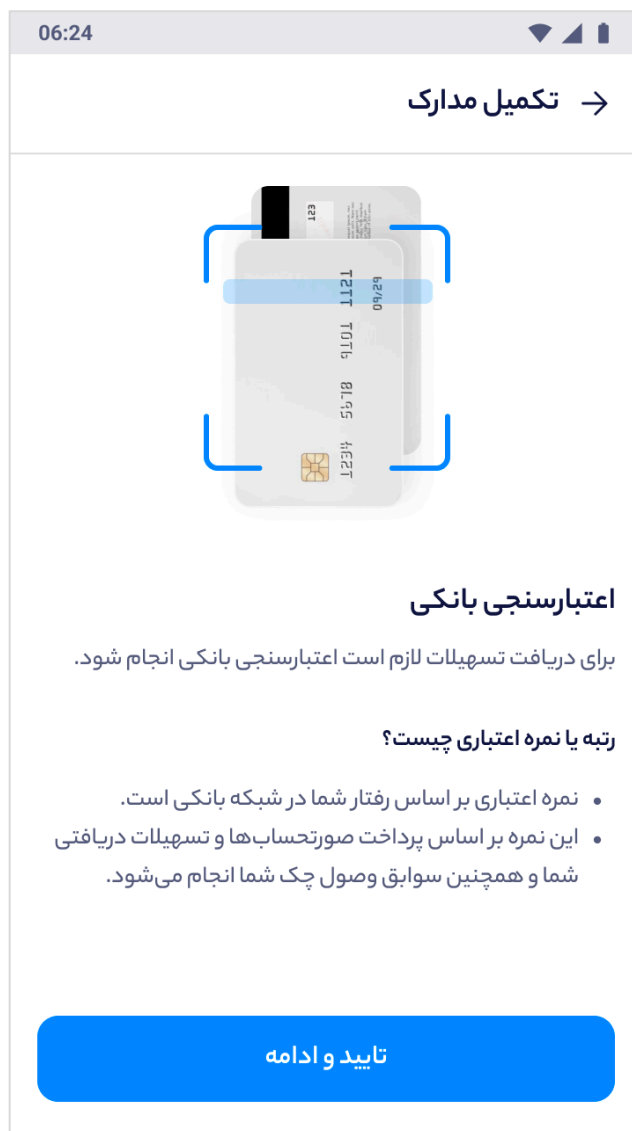 06:24
تکمیل مدارک
123
09/29
1234 5678 9101 1121
اعتبارسنجی بانکی
برای دریافت تسهیلات لازم است اعتبارسنجی بانکی انجام شود.
رتبه یا نمره اعتباری چیست؟
• نمره اعتباری بر اساس رفتار شما در شبکه بانکی است.
• این نمره بر اساس پرداخت صورتحساب‌ها و تسهیلات دریافتی
شما و همچنین سوابق وصول چک شما انجام می‌شود.
تایید و ادامه